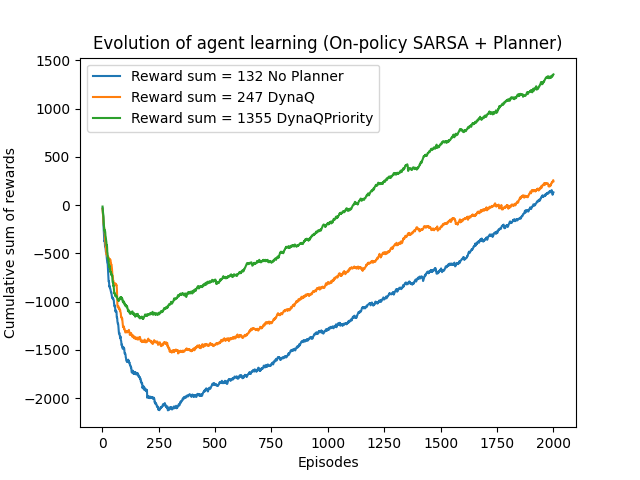 Evolution of agent learning (On-policy SARSA + Planner)
Reward sum = 132 No Planner
Reward sum = 247 DynaQ
Reward sum = 1355 DynaQPriority
Cumulative sum of rewards
1500
1000
500
0
−500
−1000
−1500
−2000
0 250 500 750 1000 1250 1500 1750 2000
Episodes